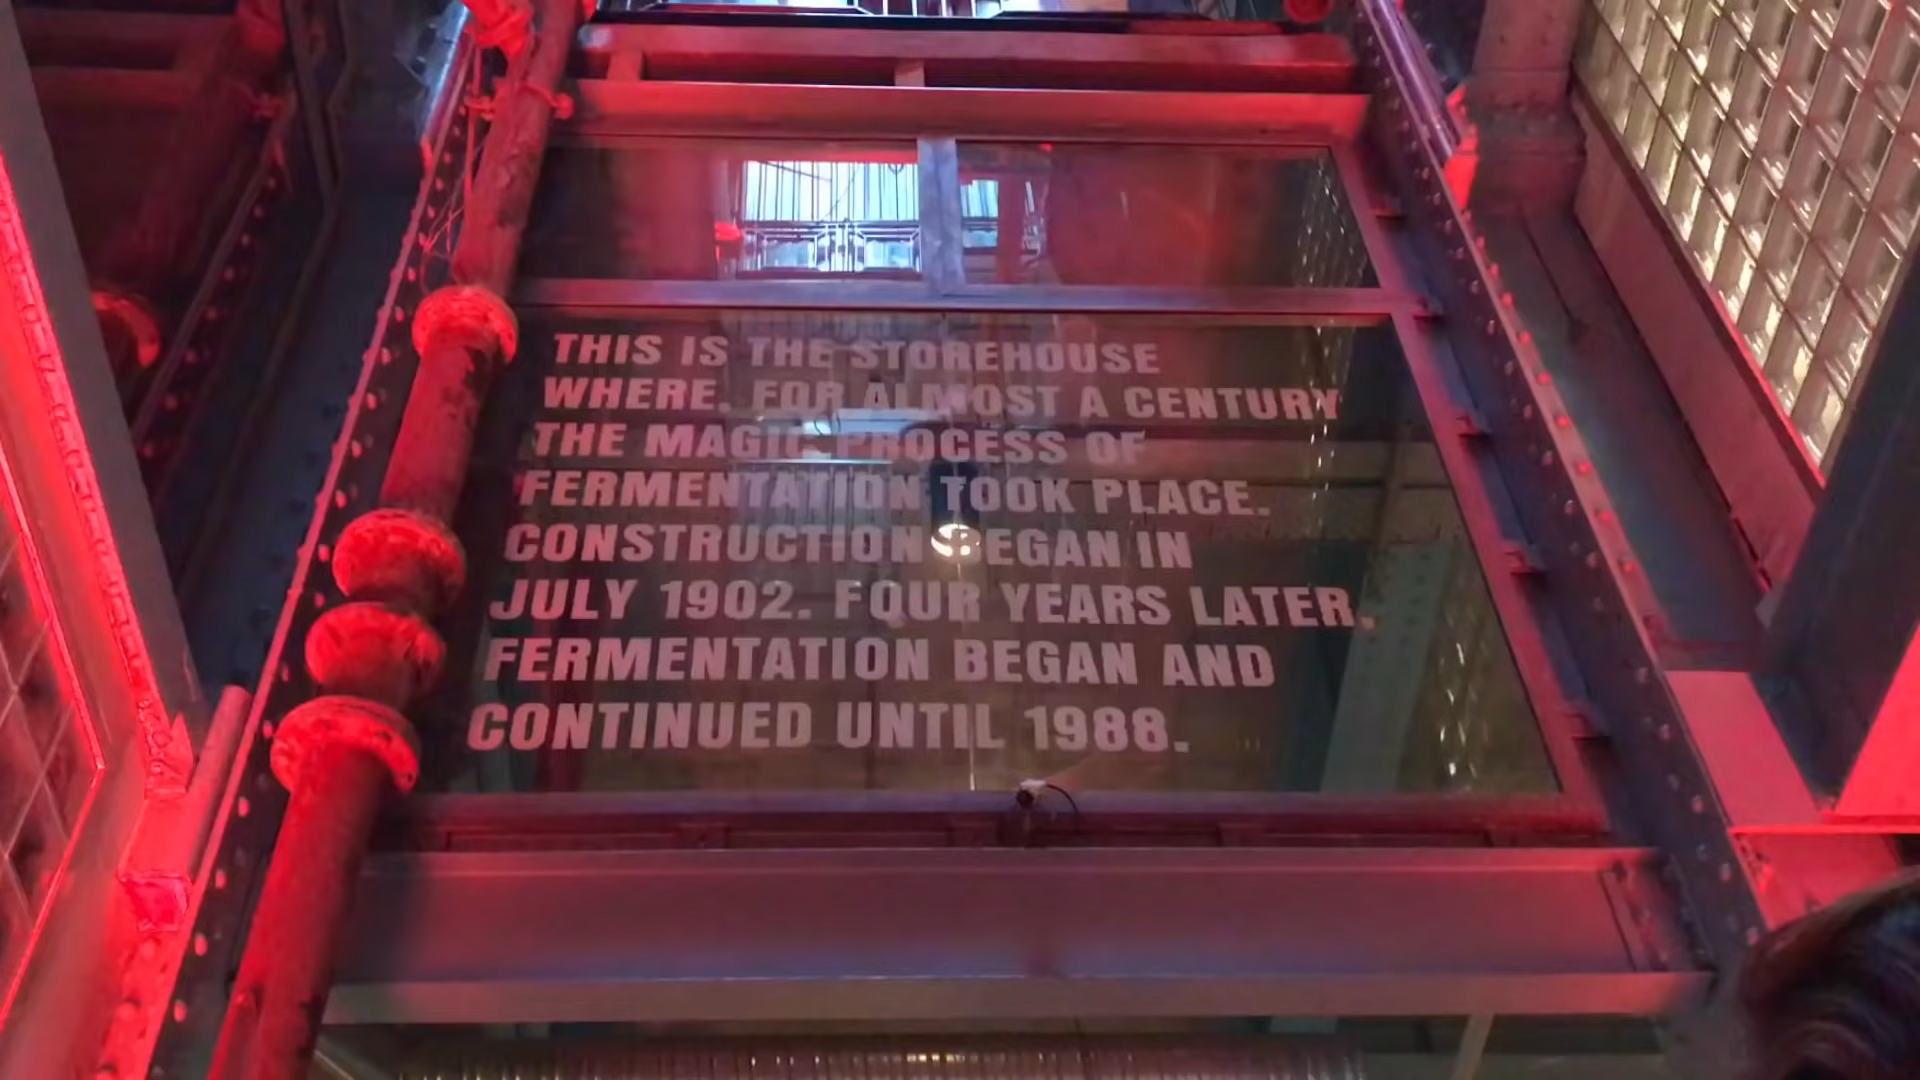 THIS IS THE STOREHOUSE
WHERE, FOR ALMOST A CENTURY
THE MAGIC PROCESS OF
FERMENTATION TOOK PLACE.
CONSTRUCTION BEGAN IN
JULY 1902. FOUR YEARS LATER,
FERMENTATION BEGAN AND
CONTINUED UNTIL 1988.